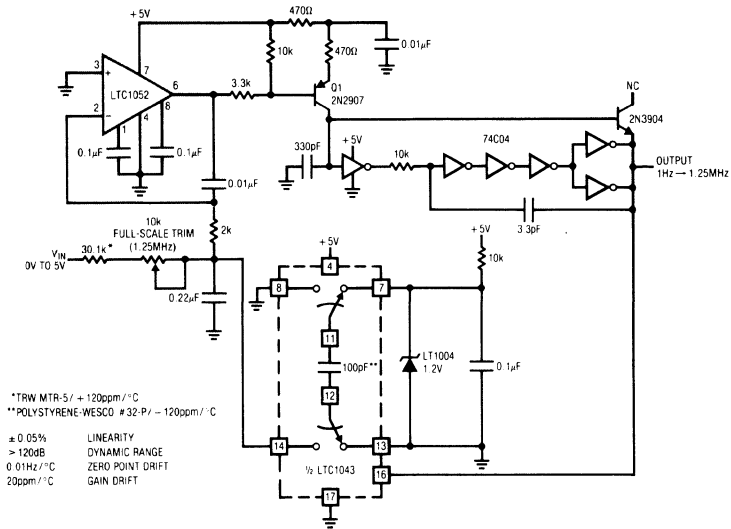 +5V
470Ω
10k
470Ω
0.01µF
3
+
7
LTC1052
6
3.3k
Q1
2N2907
NC
2
−
1
4
8
2N3904
0.1µF
0.1µF
330pF
+5V
10k
74C04
OUTPUT
1Hz → 1.25MHz
0.01µF
3.3pF
10k
FULL-SCALE TRIM
(1.25MHz)
2k
VIN
0V TO 5V
30.1k*
+5V
+5V
10k
4
8
7
0.22µF
11
100pF**
LT1004
1.2V
0.1µF
12
*TRW MTR-5/ + 120ppm/°C
**POLYSTYRENE-WESCO #32-P/ − 120ppm/°C
14
13
½ LTC1043
16
17
± 0.05% LINEARITY
> 120dB DYNAMIC RANGE
0.01Hz/°C ZERO POINT DRIFT
20ppm/°C GAIN DRIFT